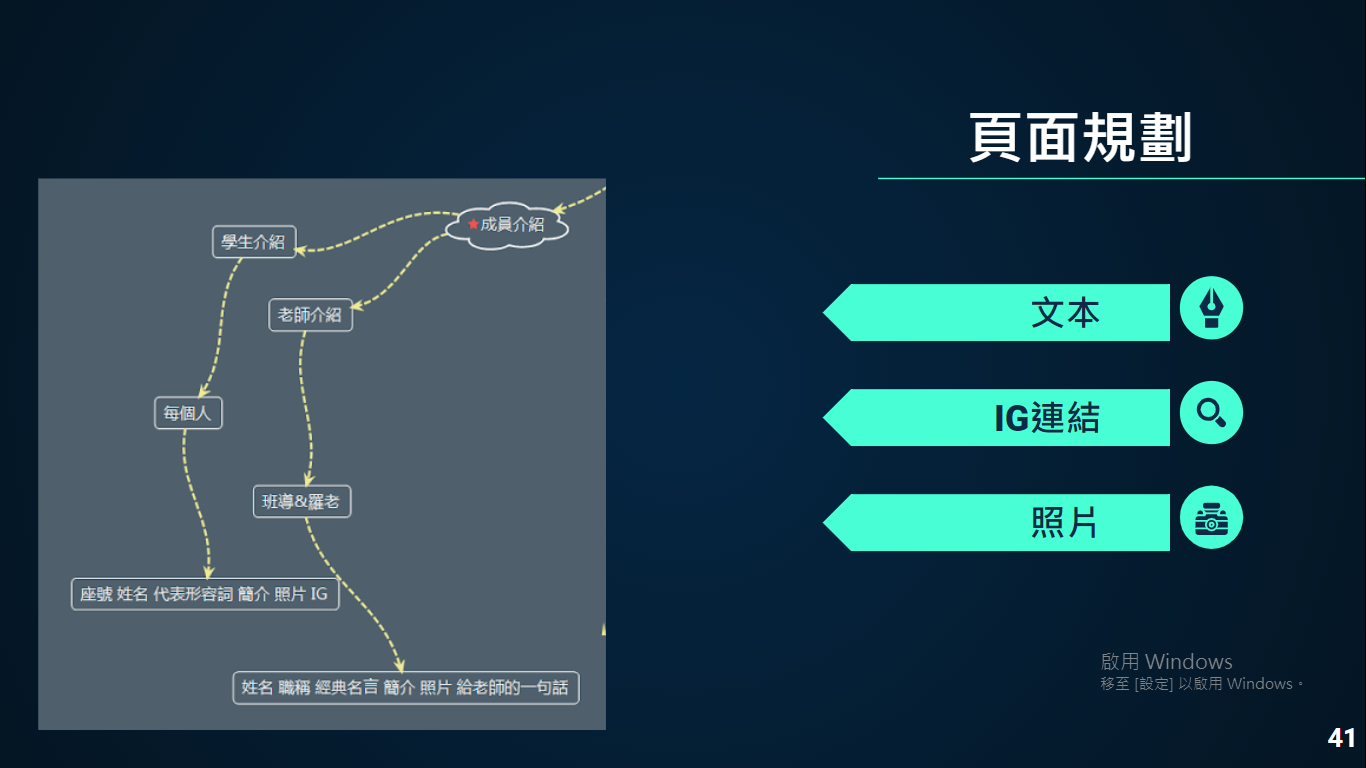 頁面規劃
成員介紹
學生介紹
老師介紹
每個人
班導&羅老
座號 姓名 代表形容詞 簡介 照片 IG
姓名 職稱 經典名言 簡介 照片 給老師的一句話
文本
IG連結
照片
啟用 Windows
移至 [設定] 以啟用 Windows。
41